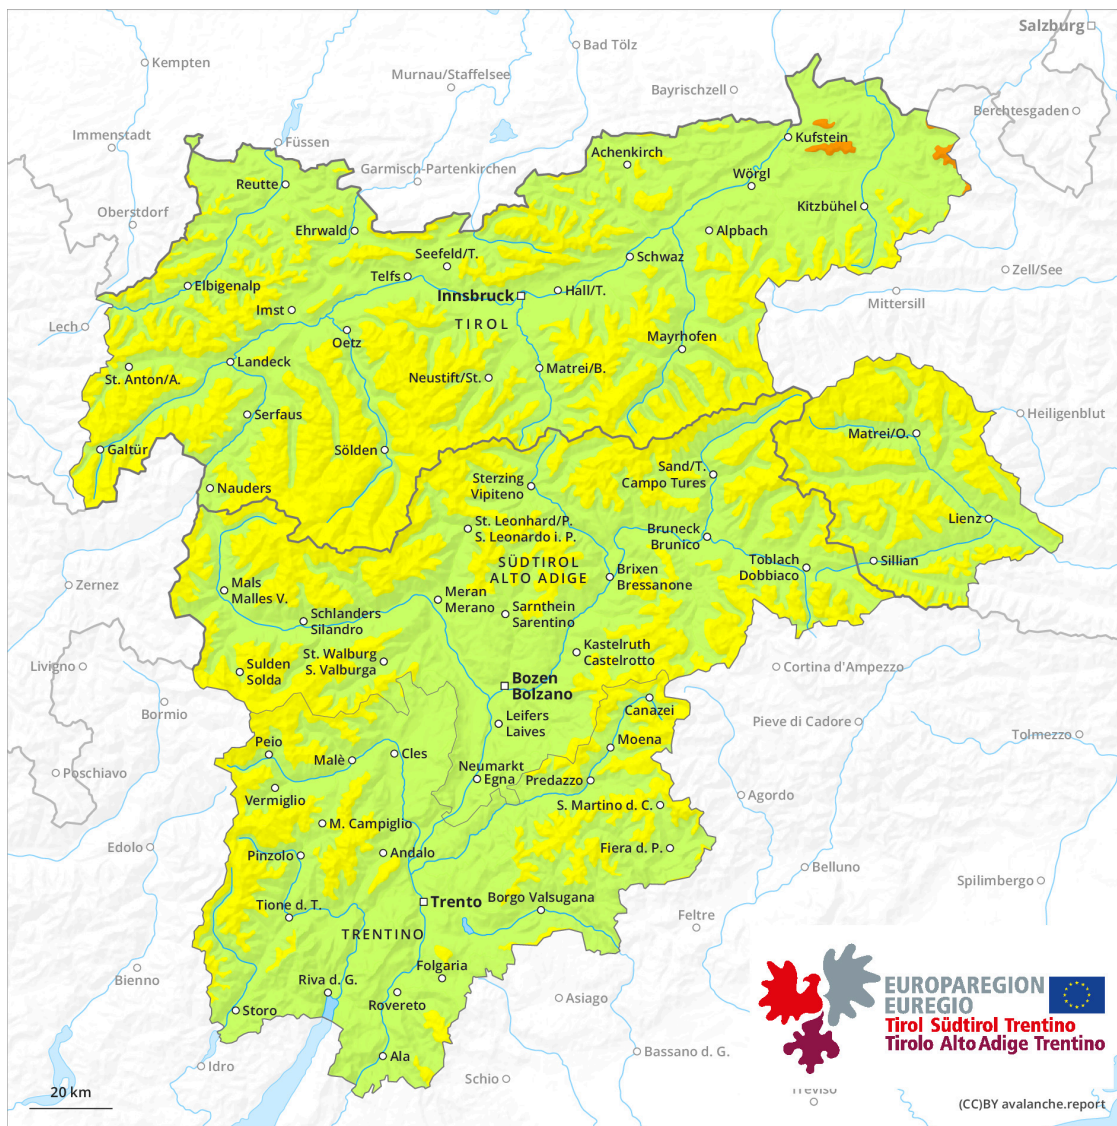 Salzburg
Bad Tölz
Kempten
Murnau/Staffelsee
Bayrischzell
Berchtesgaden
Immenstadt
Füssen
Kufstein
Achenkirch
Garmisch-Partenkirchen
Wörgl
Reutte
Oberstdorf
Kitzbühel
Ehrwald
Alpbach
Seefeld/T.
Schwaz
Zell/See
Telfs
Elbigenalp
Hall/T.
Innsbruck
Mittersill
Imst
TIROL
Lech
Oetz
Mayrhofen
Landeck
Matrei/B.
St. Anton/A.
Neustift/St.
Serfaus
Heiligenblut
Matrei/O.
Galtür
Sölden
Sand/T.
Campo Tures
Sterzing
Vipiteno
Nauders
Lienz
St. Leonhard/P.
S. Leonardo i. P.
Bruneck
Brunico
SÜDTIROL
ALTO ADIGE
Toblach
Dobbiaco
Sillian
Brixen
Bressanone
Zernez
Mals
Malles V.
Meran
Merano
Sarnthein
Sarentino
Schlanders
Silandro
Kastelruth
Castelrotto
St. Walburg
S. Valburga
Livigno
Sulden
Solda
Cortina d'Ampezzo
Bozen
Bolzano
Bormio
Canazei
Leifers
Laives
Pieve di Cadore
Tolmezzo
Peio
Moena
Malè
Cles
Poschiavo
Neumarkt
Egna
Predazzo
Vermiglio
Agordo
S. Martino d. C.
M. Campiglio
Edolo
Pinzolo
Andalo
Fiera d. P.
Belluno
Spilimbergo
Trento
Borgo Valsugana
Tione d. T.
Feltre
TRENTINO
Folgaria
Bienno
Riva d. G.
Rovereto
Asiago
Storo
EUROPAREGION
EUREGIO
Tirol Südtirol Trentino
Tirolo Alto Adige Trentino
Ala
Bassano d. G.
Idro
Schio
20 km
Treviso
(CC)BY avalanche.report